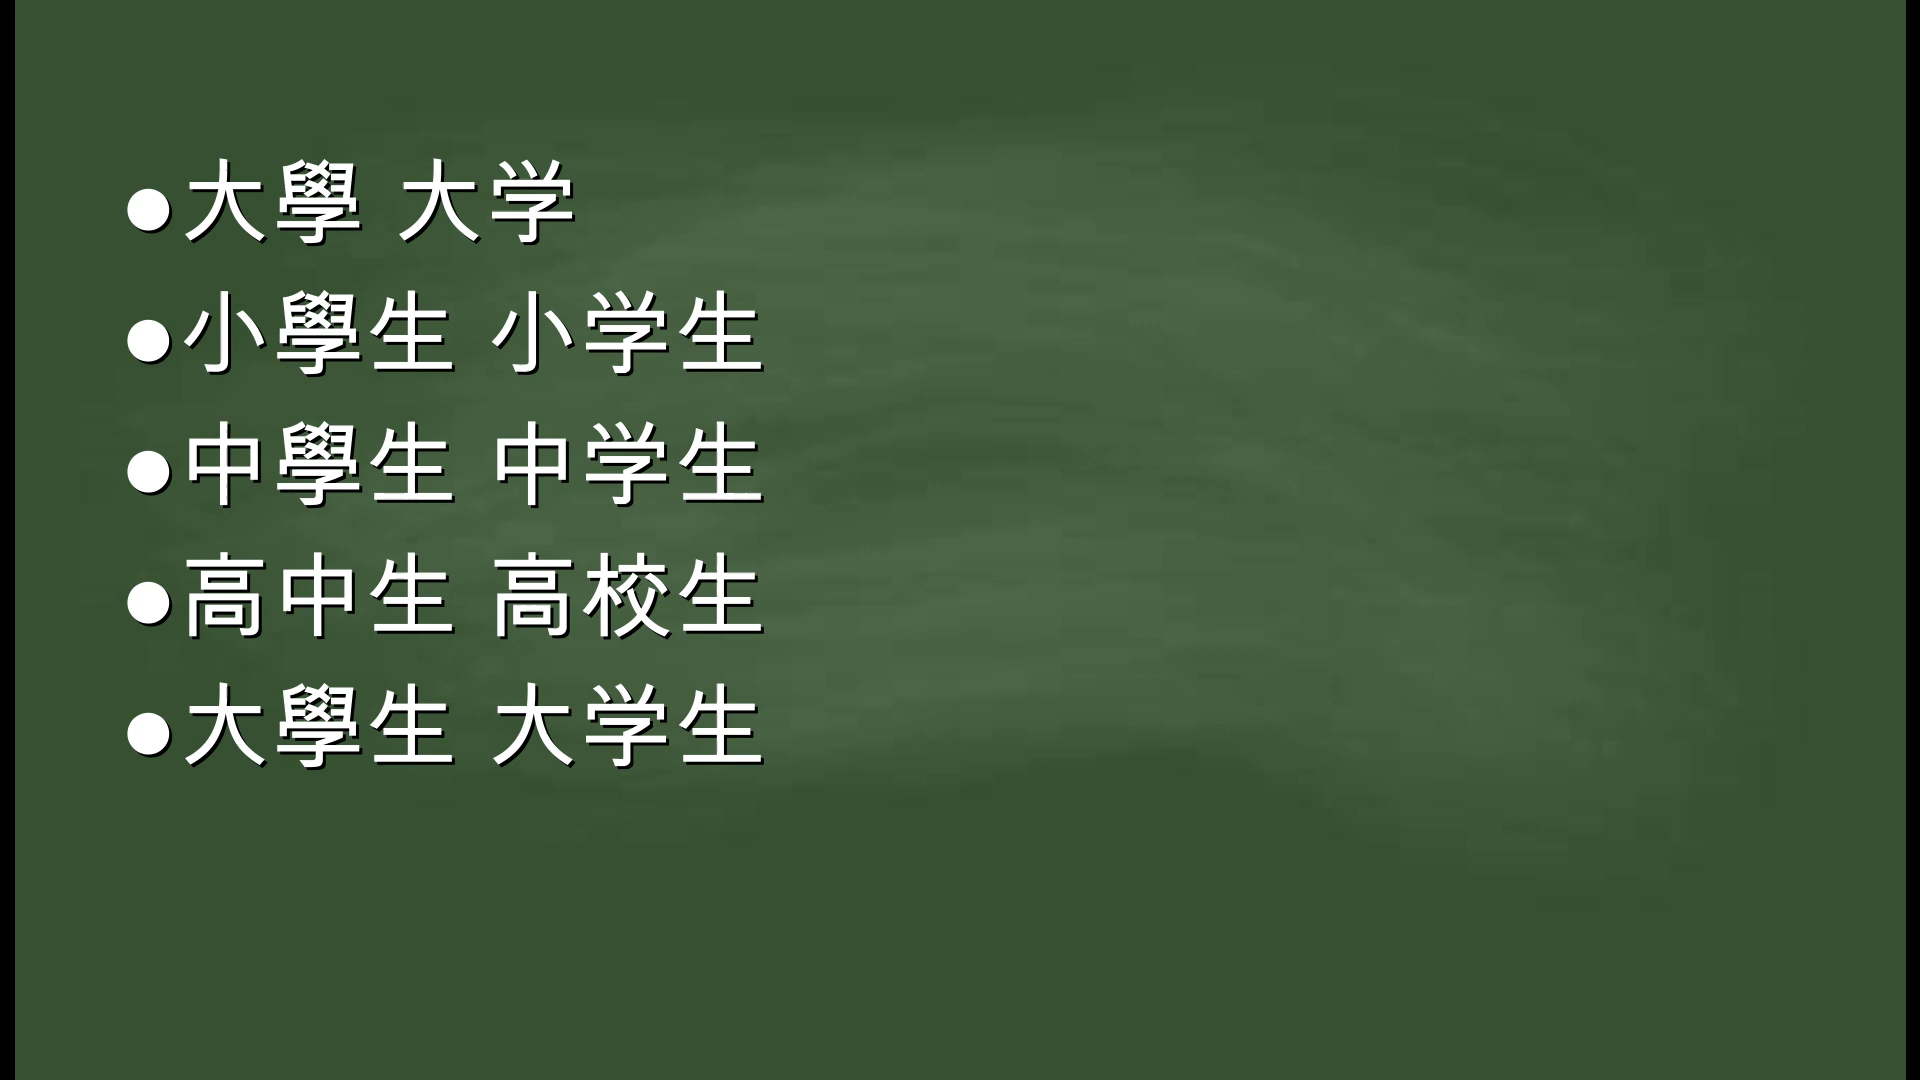 ●大學 大学
●小學生 小学生
●中學生 中学生
●高中生 高校生
●大學生 大学生